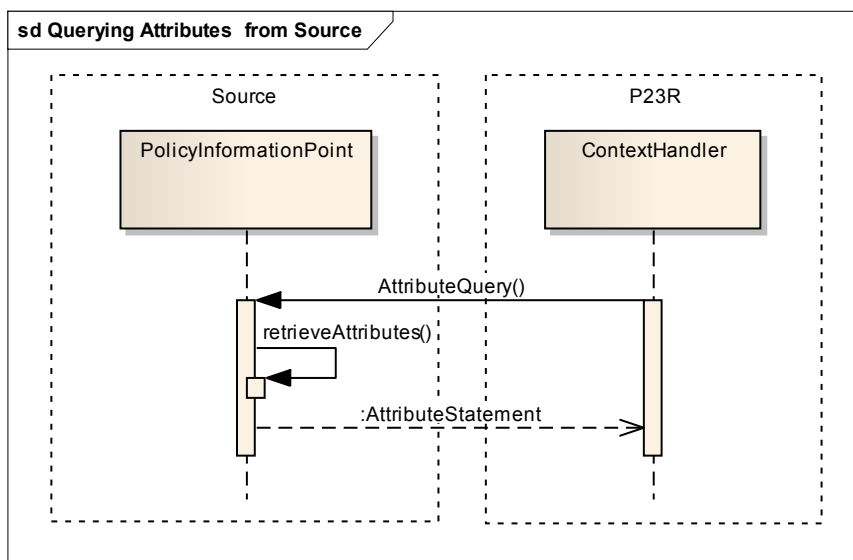 sd Querying Attributes from Source
Source
P23R
PolicyInformationPoint
ContextHandler
AttributeQuery()
retrieveAttributes()
:AttributeStatement